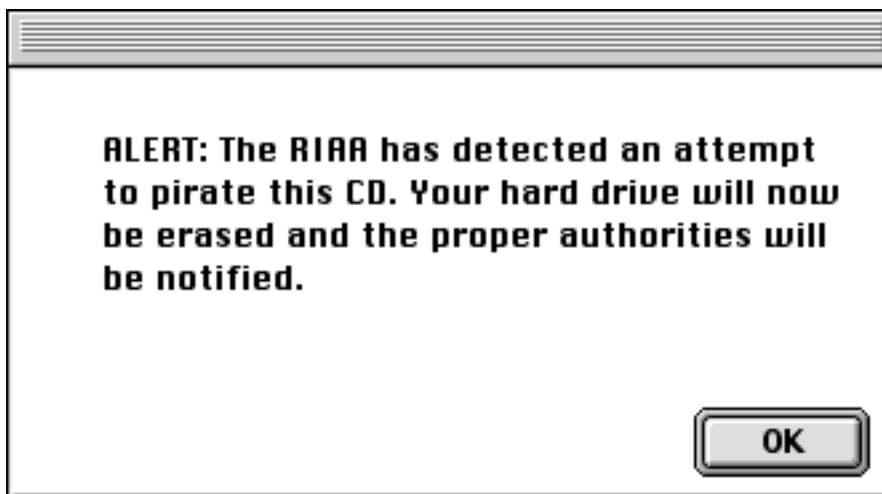 ALERT: The RIAA has detected an attempt
to pirate this CD. Your hard drive will now
be erased and the proper authorities will
be notified.
OK